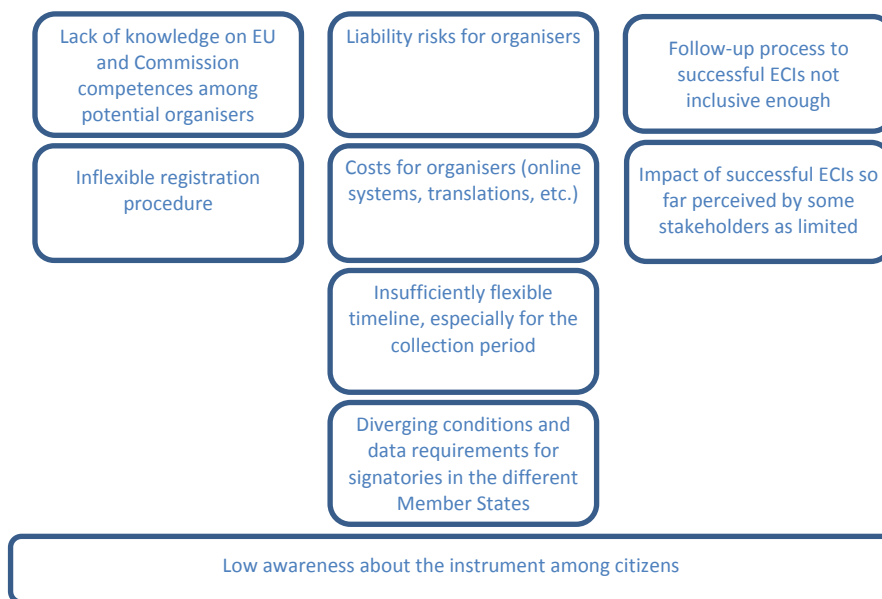 Lack of knowledge on EU
and Commission
competences among
potential organisers
Liability risks for organisers
Follow-up process to
successful ECIs not
inclusive enough
Inflexible registration
procedure
Costs for organisers (online
systems, translations, etc.)
Impact of successful ECIs so
far perceived by some
stakeholders as limited
Insufficiently flexible
timeline, especially for the
collection period
Diverging conditions and
data requirements for
signatories in the different
Member States
Low awareness about the instrument among citizens